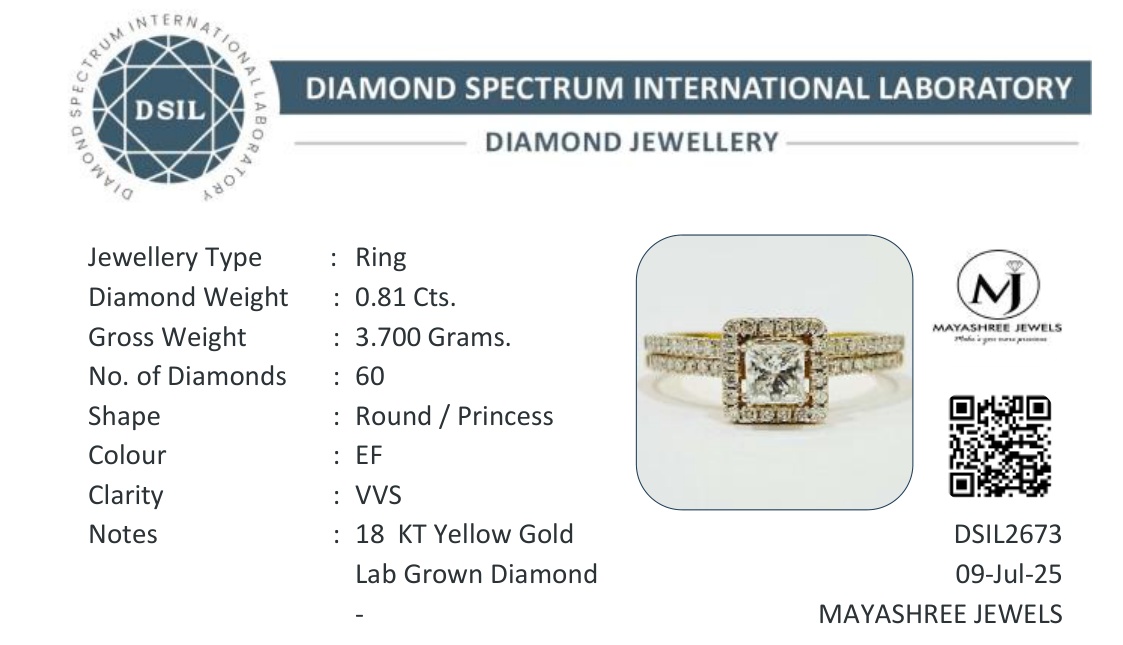 DIAMOND SPECTRUM INTERNATIONAL LABORATORY
DSIL
DIAMOND SPECTRUM INTERNATIONAL LABORATORY
DIAMOND JEWELLERY
Jewellery Type : Ring
Diamond Weight : 0.81 Cts.
Gross Weight : 3.700 Grams.
No. of Diamonds : 60
Shape : Round / Princess
Colour : EF
Clarity : VVS
Notes : 18 KT Yellow Gold
Lab Grown Diamond
-
MJ
MAYASHREE JEWELS
DSIL2673
09-Jul-25
MAYASHREE JEWELS